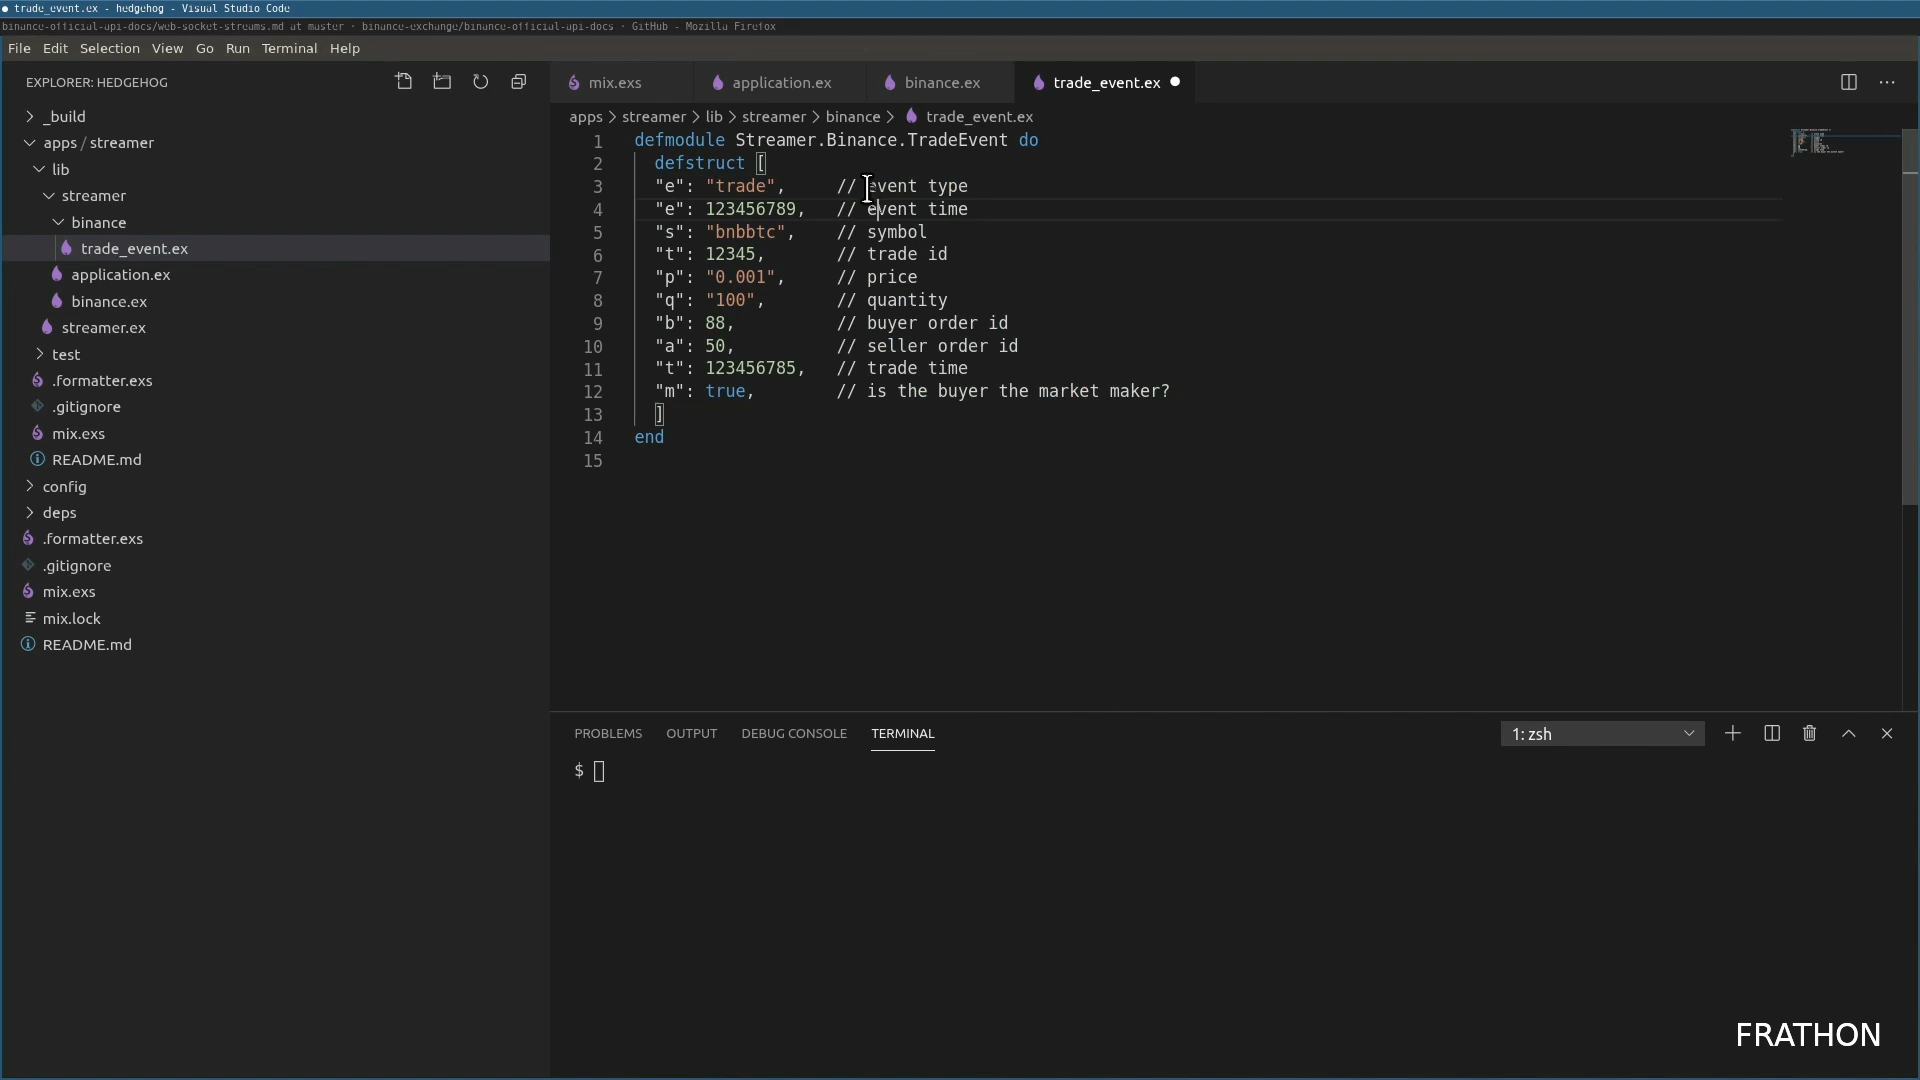 trade_event.ex - hedgehog - Visual Studio Code
binance-official-api-docs/web-socket-streams.md at master · binance-exchange/binance-official-api-docs · GitHub - Mozilla Firefox
File Edit Selection View Go Run Terminal Help
EXPLORER: HEDGEHOG
_build
apps / streamer
lib
streamer
binance
trade_event.ex
application.ex
binance.ex
streamer.ex
test
.formatter.exs
.gitignore
mix.exs
README.md
config
deps
.formatter.exs
.gitignore
mix.exs
mix.lock
README.md
mix.exs application.ex binance.ex trade_event.ex
apps > streamer > lib > streamer > binance > trade_event.ex
1 defmodule Streamer.Binance.TradeEvent do
2 defstruct [
3 "e": "trade", // event type
4 "e": 123456789, // event time
5 "s": "bnbbtc", // symbol
6 "t": 12345, // trade id
7 "p": "0.001", // price
8 "q": "100", // quantity
9 "b": 88, // buyer order id
10 "a": 50, // seller order id
11 "t": 123456785, // trade time
12 "m": true, // is the buyer the market maker?
13 ]
14 end
15
PROBLEMS OUTPUT DEBUG CONSOLE TERMINAL 1: zsh
$
FRATHON